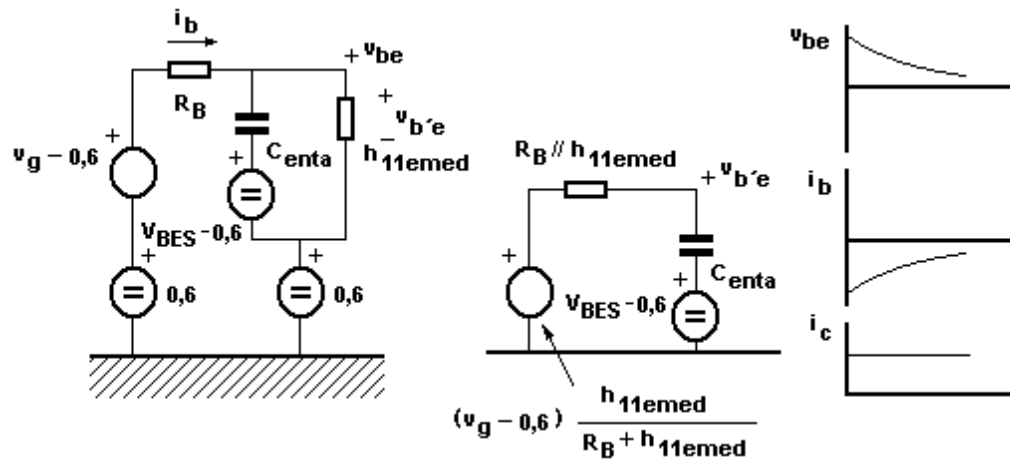 i_b
+ v_be
R_B
+
v_b´e
−
h_11emed
+
v_g − 0,6
C_enta
+
=
V_BES − 0,6
+
= 0,6
+
= 0,6
R_B // h_11emed
+ v_b´e
+
C_enta
+
V_BES − 0,6
=
(v_g − 0,6) h_11emed / R_B + h_11emed
v_be
i_b
i_c